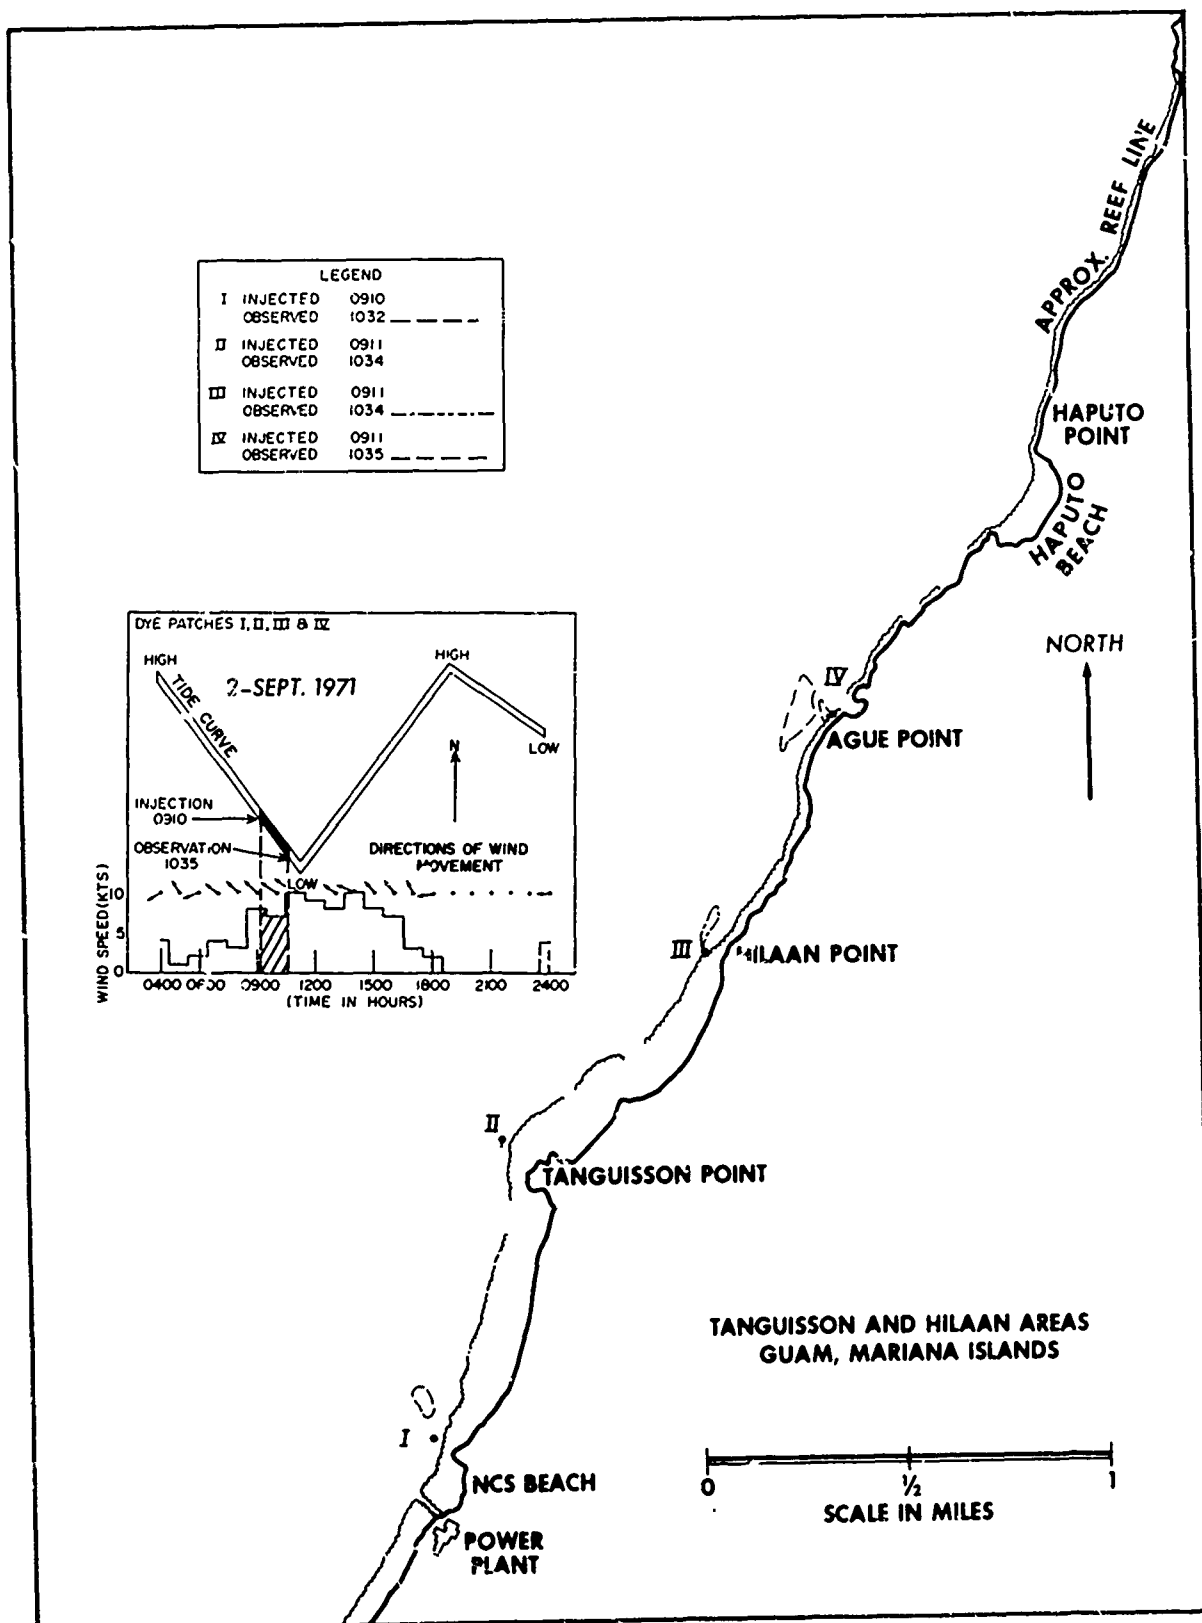 APPROX. REEF LINE
LEGEND
I INJECTED 0910
OBSERVED 1032
II INJECTED 0911
OBSERVED 1034
III INJECTED 0911
OBSERVED 1034
IV INJECTED 0911
OBSERVED 1035
HAPUTO
POINT
HAPUTO
BEACH
DYE PATCHES I, II, III & IV
HIGH
TIDE CURVE
2-SEPT. 1971
HIGH
LOW
N
INJECTION
0910
OBSERVATION
1035
DIRECTIONS OF WIND
MOVEMENT
LOW
WIND SPEED (KTS)
10
5
0
0400 0600 0900 1200 1500 1800 2100 2400
(TIME IN HOURS)
NORTH
IV
AGUE POINT
III
HILAAN POINT
II
TANGUISSON POINT
TANGUISSON AND HILAAN AREAS
GUAM, MARIANA ISLANDS
I
NCS BEACH
0 ½ 1
SCALE IN MILES
POWER
PLANT